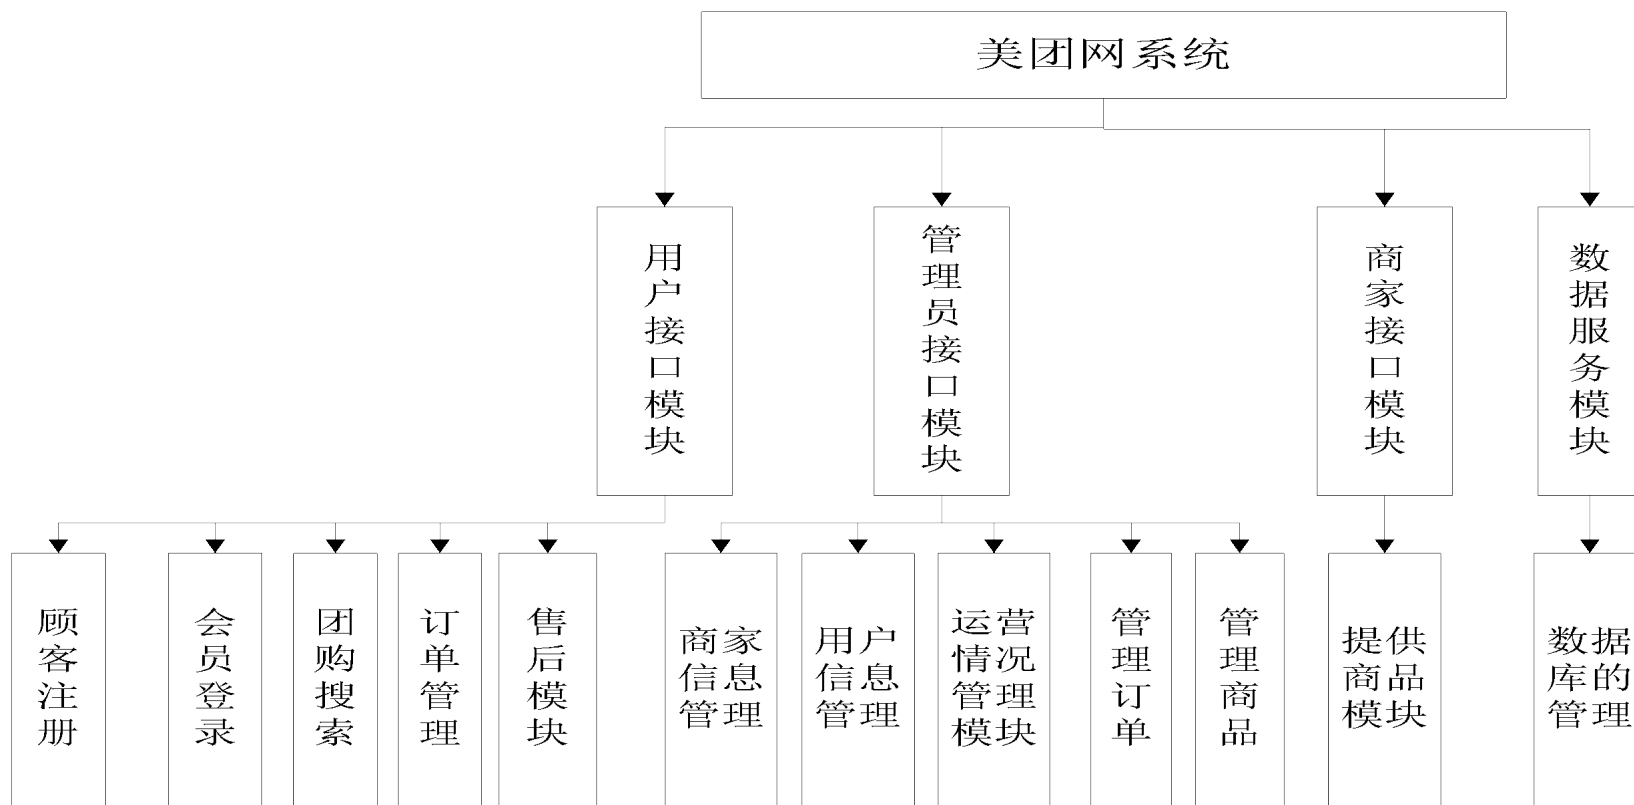 美团网系统
用户接口模块
管理员接口模块
商家接口模块
数据服务模块
顾客注册
会员登录
团购搜索
订单管理
售后模块
商家
信息
管理
用户
信息
管理
运营
情况
管理
模块
管理订单
管理商品
提供
商品
模块
数据
库的
管理